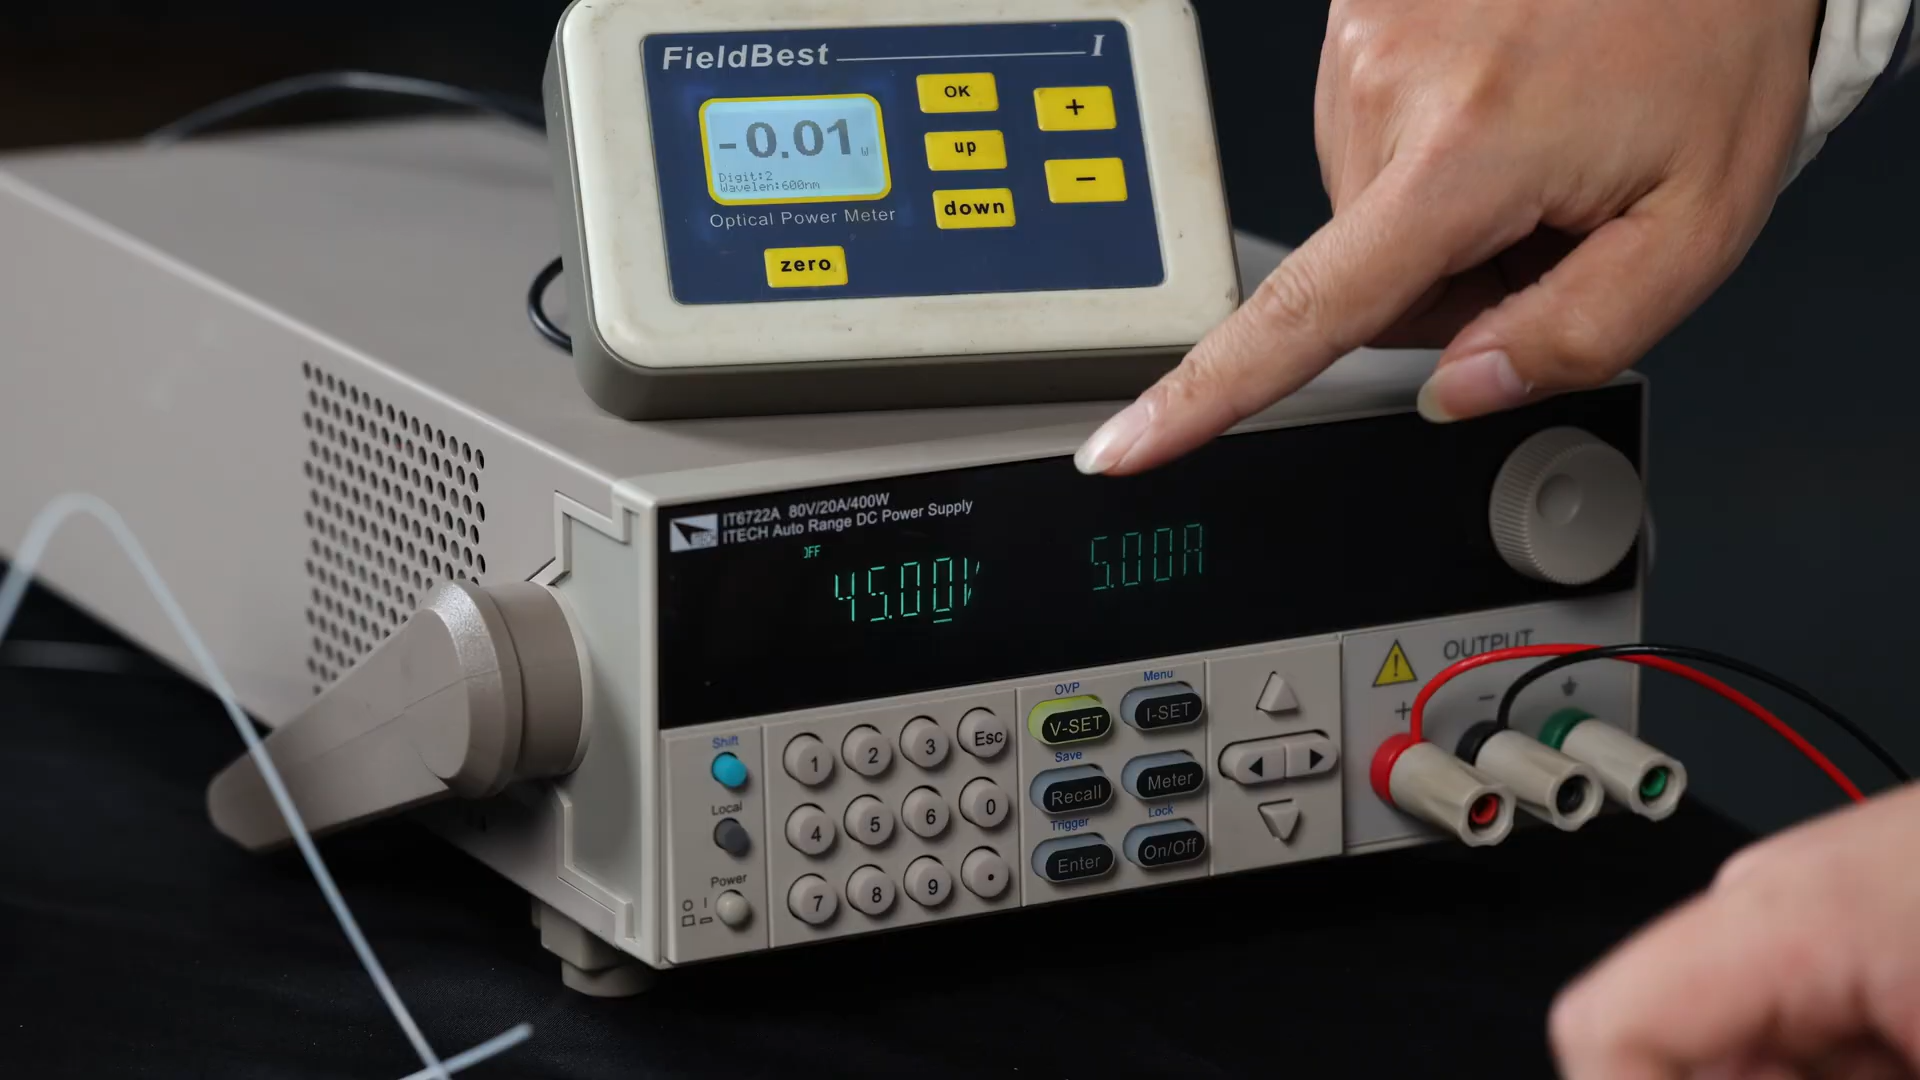 FieldBest I
-0.01 W
Digit:2
Wavelen:600nm
Optical Power Meter
OK
up
down
+
−
zero
IT6722A 80V/20A/400W
ITECH Auto Range DC Power Supply
OFF
45.00V 5.00A
Shift
Local
Power
1 2 3 Esc
4 5 6 0
7 8 9 .
OVP Menu
V-SET I-SET
Save
Recall Meter
Trigger Lock
Enter On/Off
OUTPUT
+ −